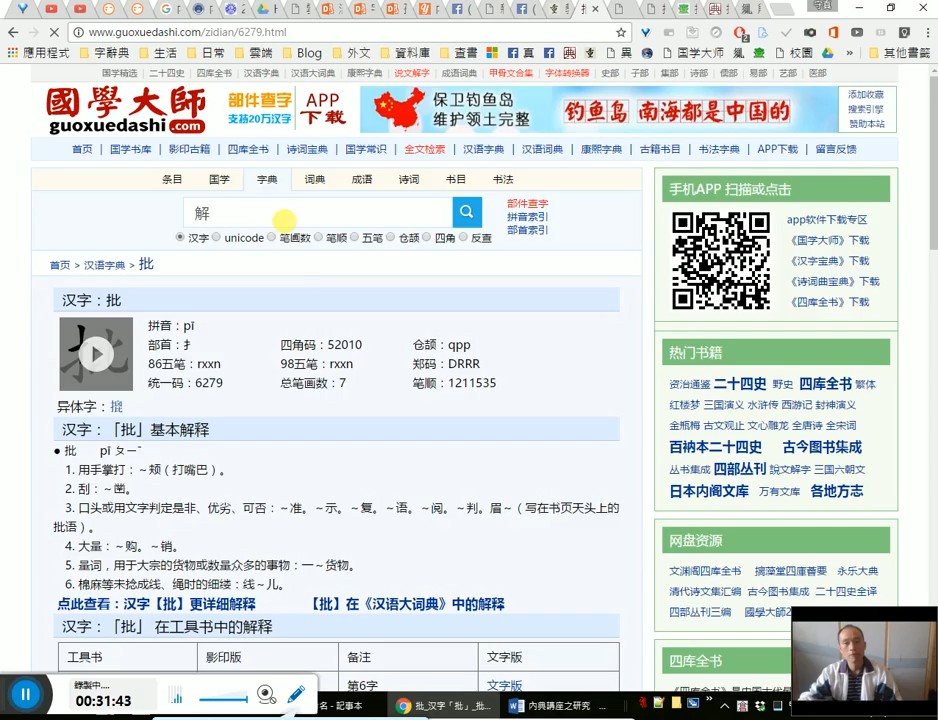 www.guoxuedashi.com/zidian/6279.html
應用程式 字辭典 生活 日常 雲端 Blog 外文 資料庫 查書 真 真 異 国学大师 校園 » 其他書籤
国学精选 二十四史 四库全书 汉语字典 汉语词典 康熙字典 说文解字 成语词典 甲骨文合集 字体转换器 史部 子部 集部 诗部 儒部 易部 艺部 医部
國學大師
guoxuedashi.com
部件查字
支持20万汉字
APP
下载
保卫钓鱼岛
维护领土完整
钓鱼岛 南海都是中国的
添加收藏
搜索引擎
赞助本站
首页 国学书库 影印古籍 四库全书 诗词宝典 国学常识 全文检索 汉语字典 汉语词典 康熙字典 古籍书目 书法字典 APP下载 留言反馈
条目 国学 字典 词典 成语 诗词 书目 书法
解
部件查字
拼音索引
部首索引
汉字 unicode 笔画数 笔顺 五笔 仓颉 四角 反查
首页 > 汉语字典 > 批
汉字：批
拼音：pī
部首：扌 四角码：52010 仓颉：qpp
86五笔：rxxn 98五笔：rxxn 郑码：DRRR
统一码：6279 总笔画数：7 笔顺：1211535
异体字：㧙
汉字：「批」基本解释
● 批 pī ㄆㄧˉ
1. 用手掌打：～颊（打嘴巴）。
2. 刮：～凿。
3. 口头或用文字判定是非、优劣、可否：～准。～示。～复。～语。～阅。～判。眉～（写在书页天头上的
批语）。
4. 大量：～购。～销。
5. 量词，用于大宗的货物或数量众多的事物：一～货物。
6. 棉麻等未捻成线、绳时的细缕：线～儿。
点此查看：汉字【批】更详细解释 【批】在《汉语大词典》中的解释
汉字：「批」 在工具书中的解释
工具书 影印版 备注 文字版
第6字 文字版
手机APP 扫描或点击
app软件下载专区
《国学大师》下载
《汉字宝典》下载
《诗词曲宝典》下载
《四库全书》下载
热门书籍
资治通鉴 二十四史 野史 四库全书 繁体
红楼梦 三国演义 水浒传 西游记 封神演义
金瓶梅 古文观止 文心雕龙 全唐诗 全宋词
百衲本二十四史 古今图书集成
丛书集成 四部丛刊 說文解字 三国六朝文
日本内阁文库 万有文库 各地方志
网盘资源
文渊阁四库全书 摛藻堂四庫薈要 永乐大典
清代诗文集汇编 古今图书集成 二十四史全译
四部丛刊三编 國學大師2
四库全书
錄製中....
00:31:43
批_汉字「批」_批...
內典講座之研究 ...